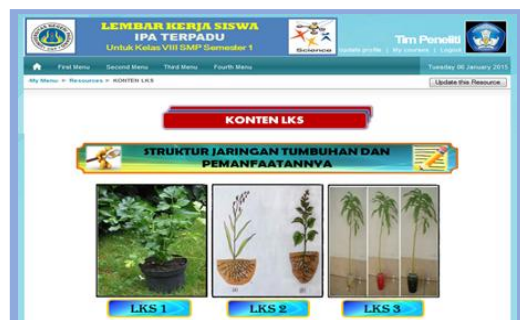 LEMBAR KERJA SISWA
IPA TERPADU
Untuk Kelas VIII SMP Semester 1
Science
Tim Peneliti
Update profile | My courses | Logout
First Menu Second Menu Third Menu Fourth Menu
Tuesday 06 January 2015
My Menu Resources KONTEN LKS
Update this Resource
KONTEN LKS
STRUKTUR JARINGAN TUMBUHAN DAN
PEMANFAATANNYA
LKS 1
LKS 2
LKS 3